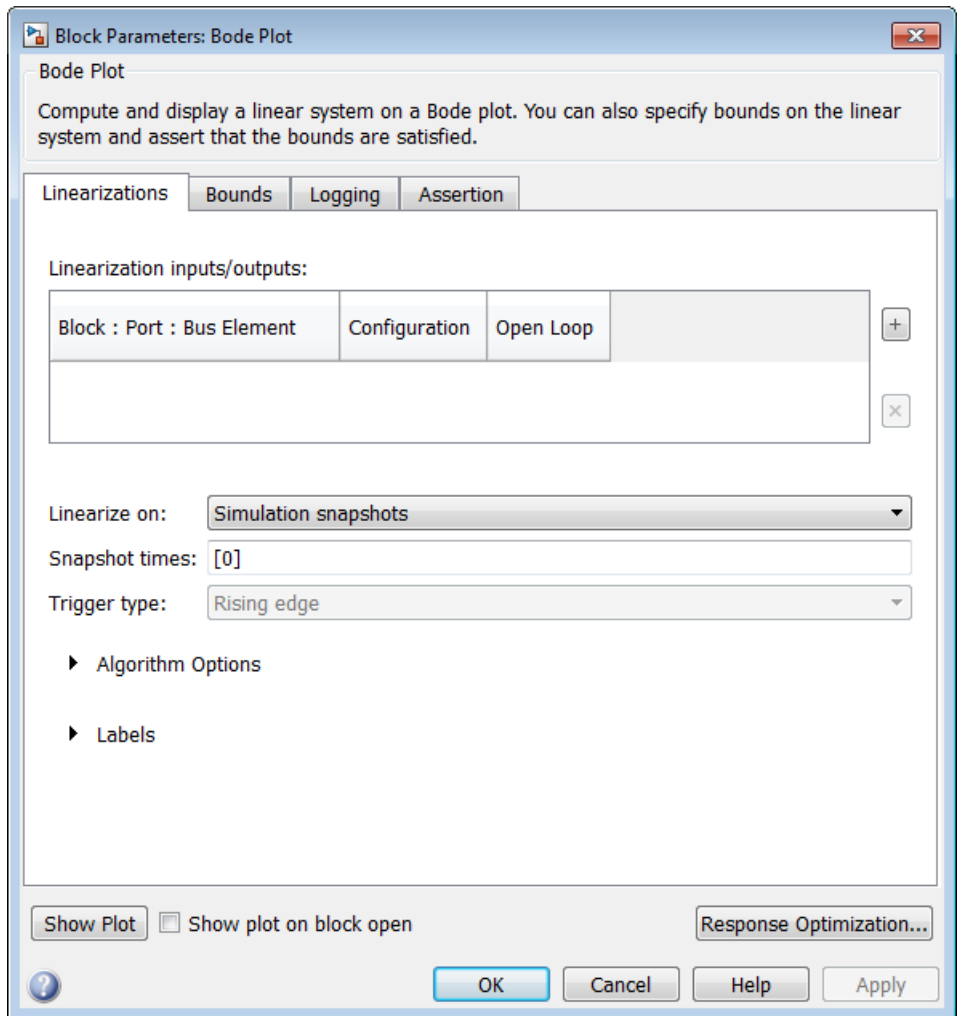 Block Parameters: Bode Plot
Bode Plot
Compute and display a linear system on a Bode plot. You can also specify bounds on the linear
system and assert that the bounds are satisfied.
Linearizations Bounds Logging Assertion
Linearization inputs/outputs:
Block : Port : Bus Element Configuration Open Loop
+
×
Linearize on: Simulation snapshots
Snapshot times: [0]
Trigger type: Rising edge
Algorithm Options
Labels
Show Plot Show plot on block open Response Optimization...
? OK Cancel Help Apply